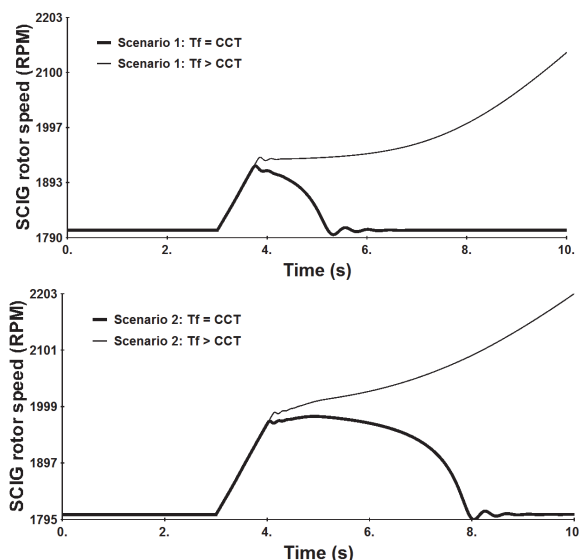 2203
2100
1997
1893
1790
SCIG rotor speed (RPM)
Scenario 1: Tf = CCT
Scenario 1: Tf > CCT
0. 2. 4. 6. 8. 10.
Time (s)
2203
2101
1999
1897
1795
SCIG rotor speed (RPM)
Scenario 2: Tf = CCT
Scenario 2: Tf > CCT
0. 2. 4. 6. 8. 10
Time (s)